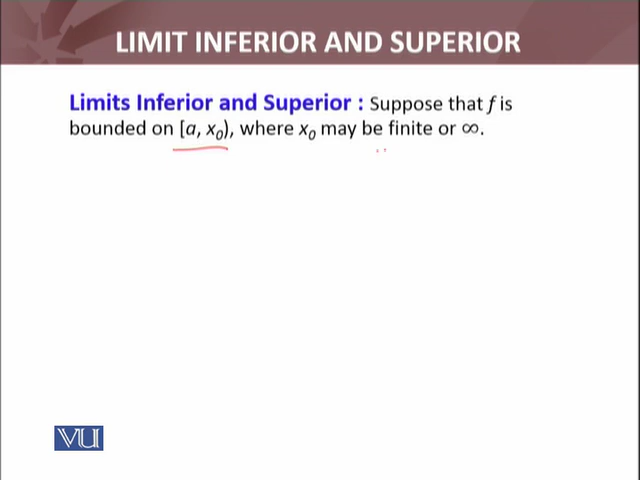 LIMIT INFERIOR AND SUPERIOR
Limits Inferior and Superior : Suppose that f is
bounded on [a, x₀), where x₀ may be finite or ∞.
VU